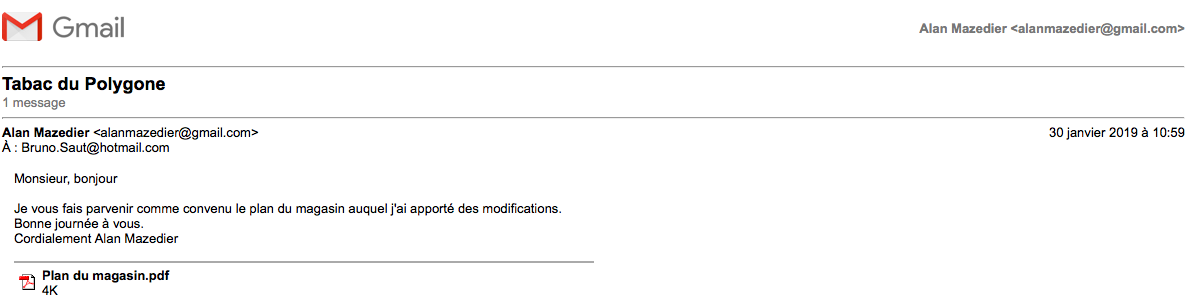 Gmail
Alan Mazedier <alanmazedier@gmail.com>
Tabac du Polygone
1 message
Alan Mazedier <alanmazedier@gmail.com>
30 janvier 2019 à 10:59
À : Bruno.Saut@hotmail.com
Monsieur, bonjour
Je vous fais parvenir comme convenu le plan du magasin auquel j'ai apporté des modifications.
Bonne journée à vous.
Cordialement Alan Mazedier
Plan du magasin.pdf
4K